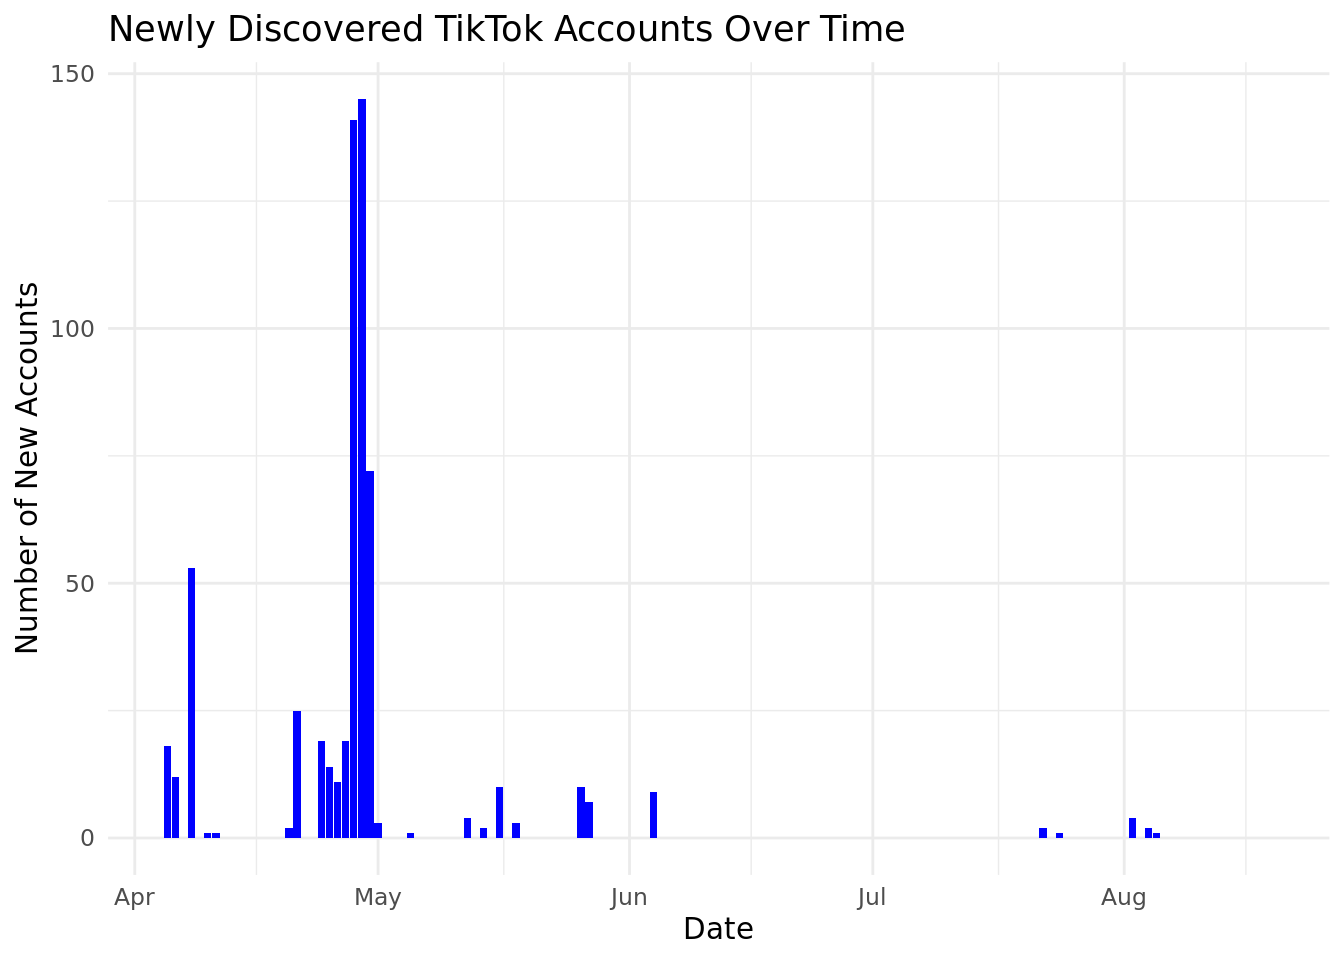 Newly Discovered TikTok Accounts Over Time
150
100
50
0
Number of New Accounts
Apr
May
Jun
Jul
Aug
Date